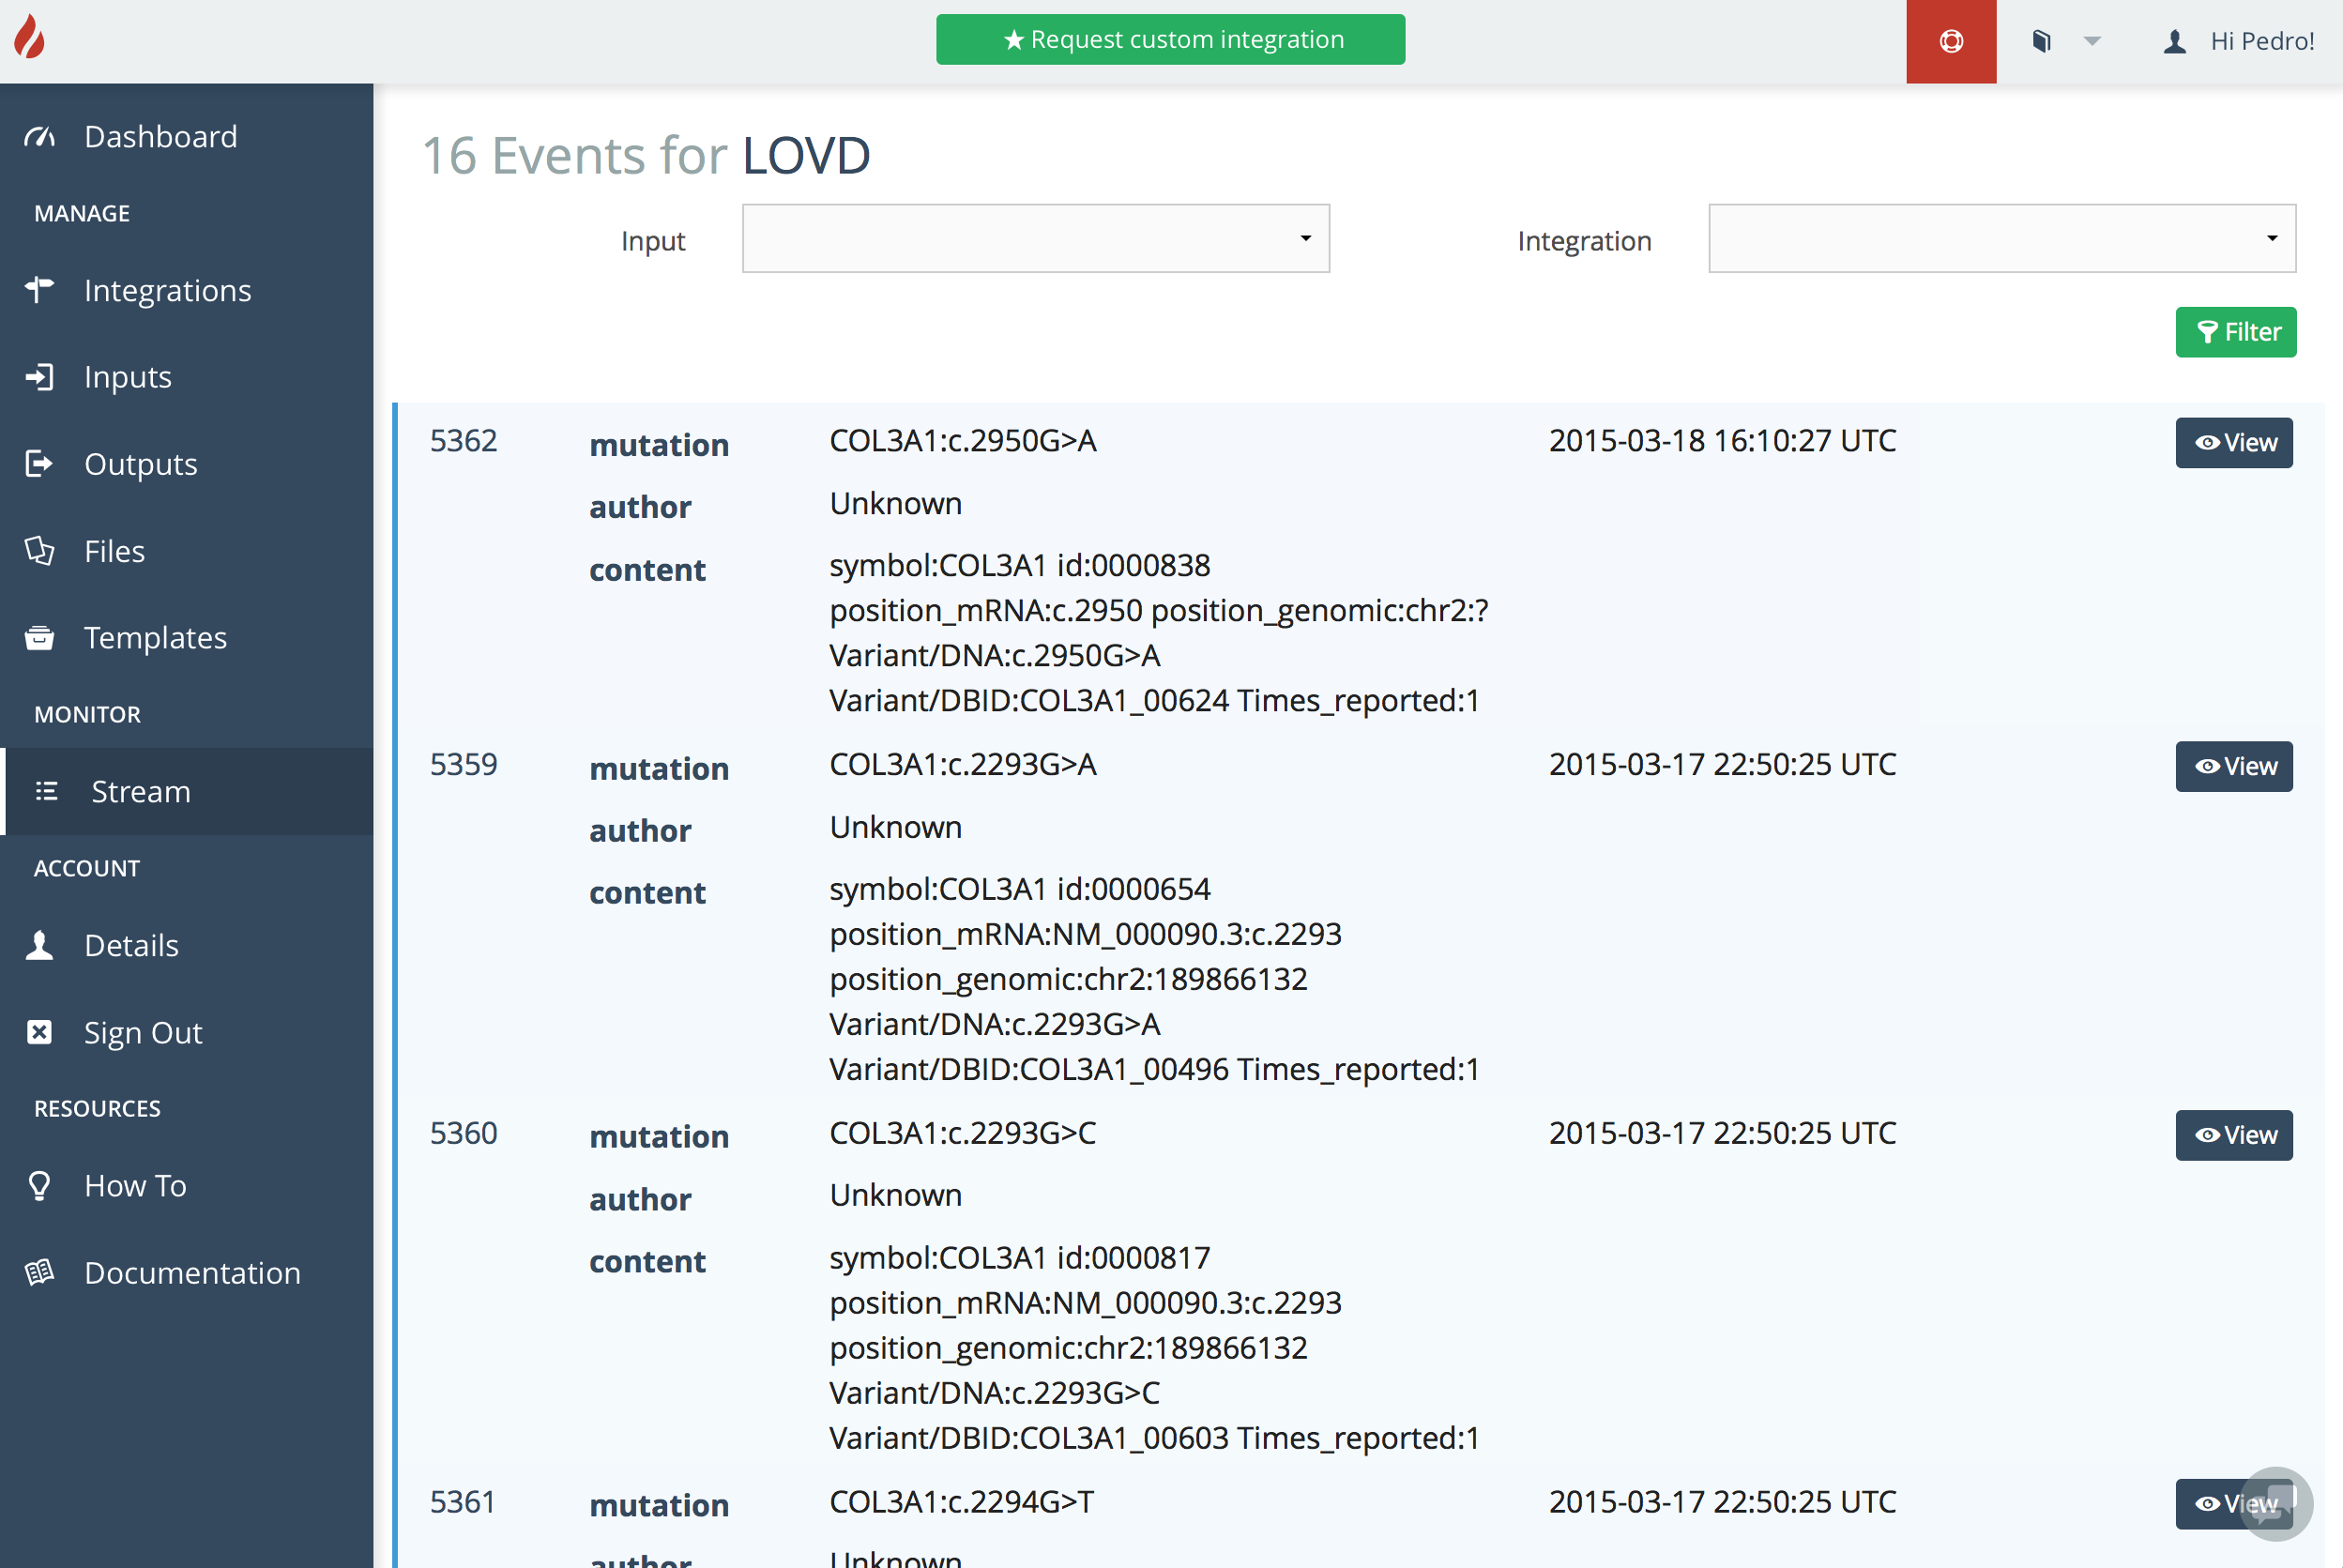 ★ Request custom integration
Hi Pedro!
Dashboard
MANAGE
Integrations
Inputs
Outputs
Files
Templates
MONITOR
Stream
ACCOUNT
Details
Sign Out
RESOURCES
How To
Documentation
16 Events for LOVD
Input
Integration
Filter
5362 mutation COL3A1:c.2950G>A 2015-03-18 16:10:27 UTC View
author Unknown
content symbol:COL3A1 id:0000838
position_mRNA:c.2950 position_genomic:chr2:?
Variant/DNA:c.2950G>A
Variant/DBID:COL3A1_00624 Times_reported:1
5359 mutation COL3A1:c.2293G>A 2015-03-17 22:50:25 UTC View
author Unknown
content symbol:COL3A1 id:0000654
position_mRNA:NM_000090.3:c.2293
position_genomic:chr2:189866132
Variant/DNA:c.2293G>A
Variant/DBID:COL3A1_00496 Times_reported:1
5360 mutation COL3A1:c.2293G>C 2015-03-17 22:50:25 UTC View
author Unknown
content symbol:COL3A1 id:0000817
position_mRNA:NM_000090.3:c.2293
position_genomic:chr2:189866132
Variant/DNA:c.2293G>C
Variant/DBID:COL3A1_00603 Times_reported:1
5361 mutation COL3A1:c.2294G>T 2015-03-17 22:50:25 UTC View
author Unknown